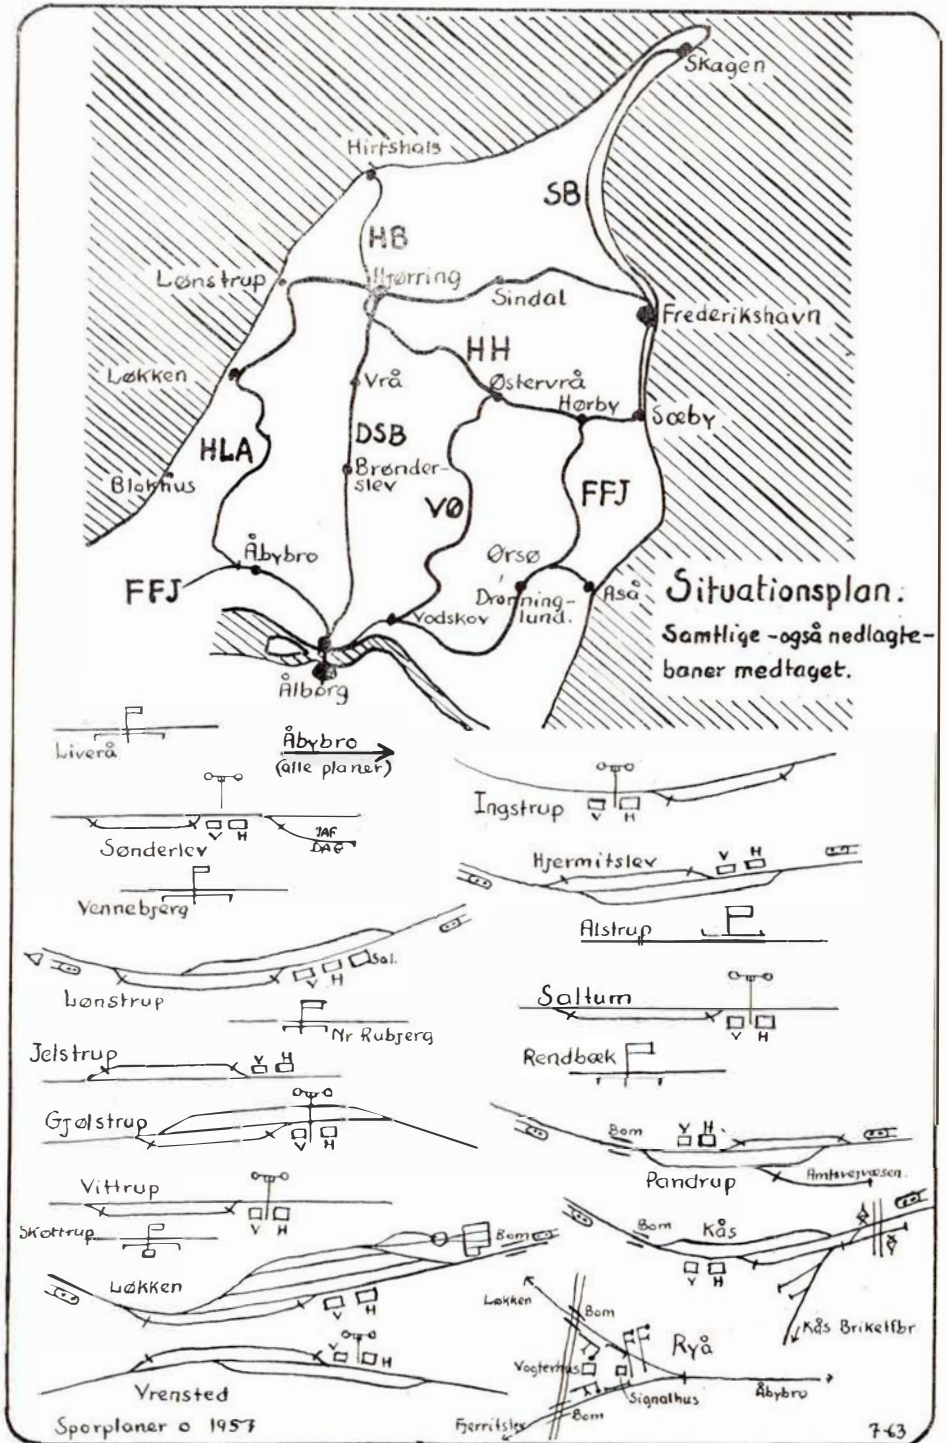 Skagen
Hirtshals
SB
HB
Hjørring
Lønstrup
Sindal
Frederikshavn
HH
Løkken
Vrå
Østervrå
Hørby
Sæby
DSB
HLA
Brønder-
slev
Blokhus
VØ
FFJ
Åbybro
Ørsø
FFJ
Dronning-
lund.
Aså
Vodskov
Ålborg
Situationsplan.
Samtlige - også nedlagte-
baner medtaget.
Liverå
Åbybro
(alle planer)
Sønderlev
V H
DAG
Vennebjerg
Lønstrup
V H Sal.
Nr Rubjerg
Jelstrup
V H
Gjølstrup
V H
Vittrup
V H
Skøttrup
Løkken
Bom
V H
Vrensted
V H
Ingstrup
V H
Hjermitslev
V H
Alstrup
Saltum
V H
Rendbæk
Bom
V H
Pandrup
Amtsvejvæsen.
Bom
Kås
V H
Kås Briketfbr
Løkken
Bom
Ryå
Vogterhus
Signalhus
Åbybro
Bom
Fjerritslev
Sporplaner c 1957
7-63